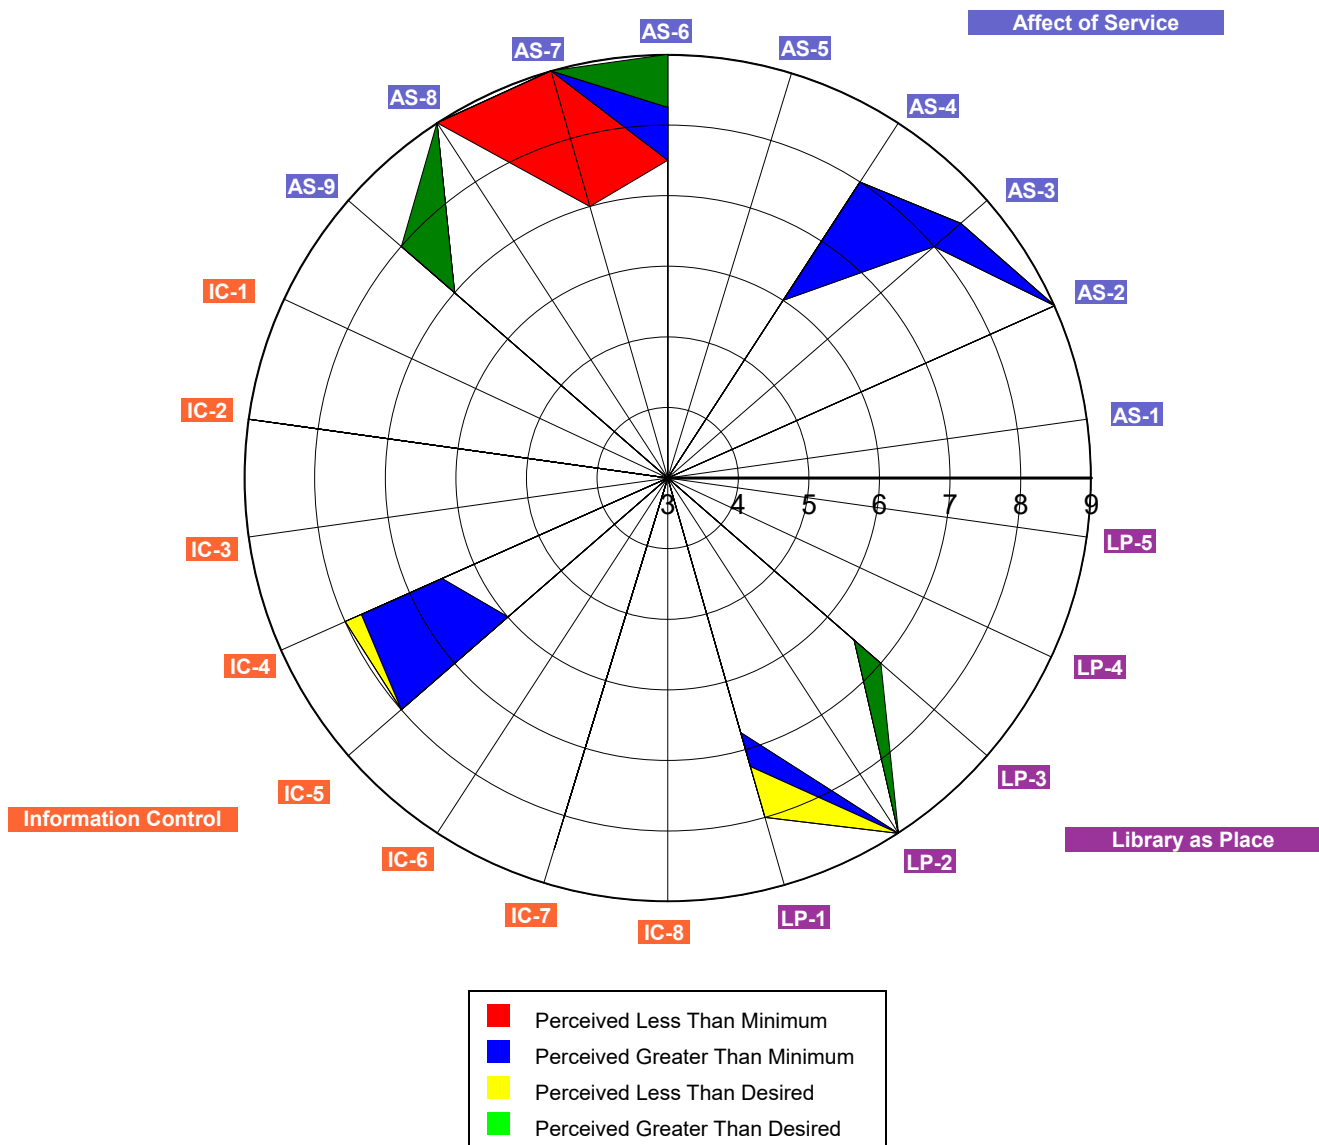 Affect of Service
AS-6
AS-7
AS-5
AS-8
AS-4
AS-9
AS-3
IC-1
AS-2
IC-2
AS-1
3 4 5 6 7 8 9
IC-3
LP-5
IC-4
LP-4
IC-5
LP-3
Information Control
Library as Place
IC-6
LP-2
IC-7
LP-1
IC-8
Perceived Less Than Minimum
Perceived Greater Than Minimum
Perceived Less Than Desired
Perceived Greater Than Desired